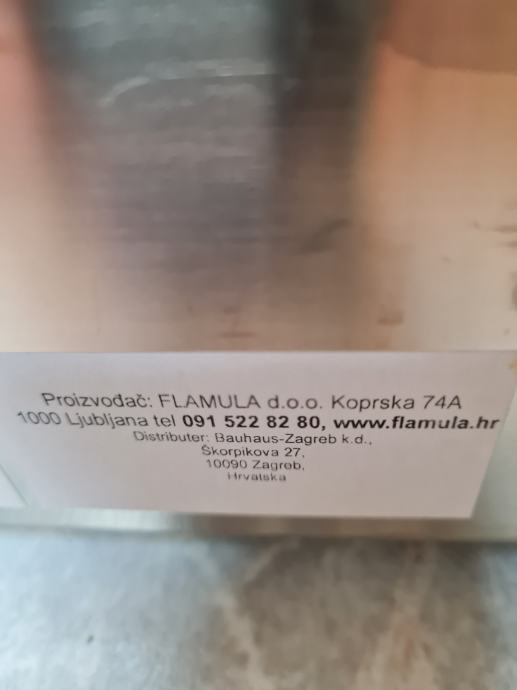 Proizvođač: FLAMULA d.o.o. Koprska 74A
1000 Ljubljana tel 091 522 82 80, www.flamula.hr
Distributer: Bauhaus-Zagreb k.d.,
Škorpikova 27,
10090 Zagreb,
Hrvatska